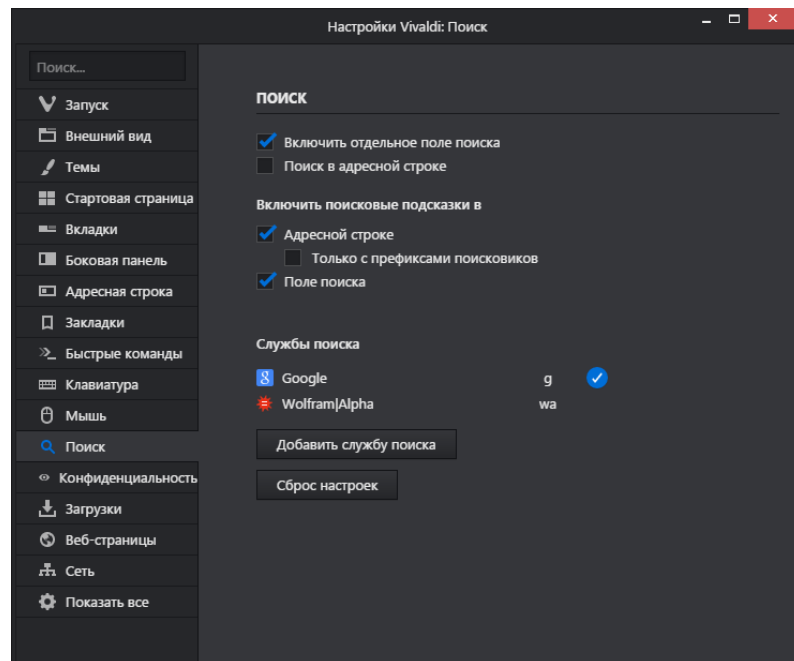 Настройки Vivaldi: Поиск
Поиск...
Запуск
Внешний вид
Темы
Стартовая страница
Вкладки
Боковая панель
Адресная строка
Закладки
Быстрые команды
Клавиатура
Мышь
Поиск
Конфиденциальность
Загрузки
Веб-страницы
Сеть
Показать все
ПОИСК
Включить отдельное поле поиска
Поиск в адресной строке
Включить поисковые подсказки в
Адресной строке
Только с префиксами поисковиков
Поле поиска
Службы поиска
Google g
Wolfram|Alpha wa
Добавить службу поиска
Сброс настроек